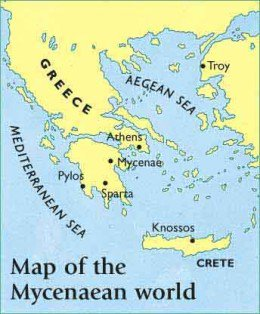 GREECE
Troy
AEGEAN SEA
MEDITERRANEAN SEA
Athens
Mycenae
Pylos
Sparta
Knossos
CRETE
Map of the
Mycenaean world